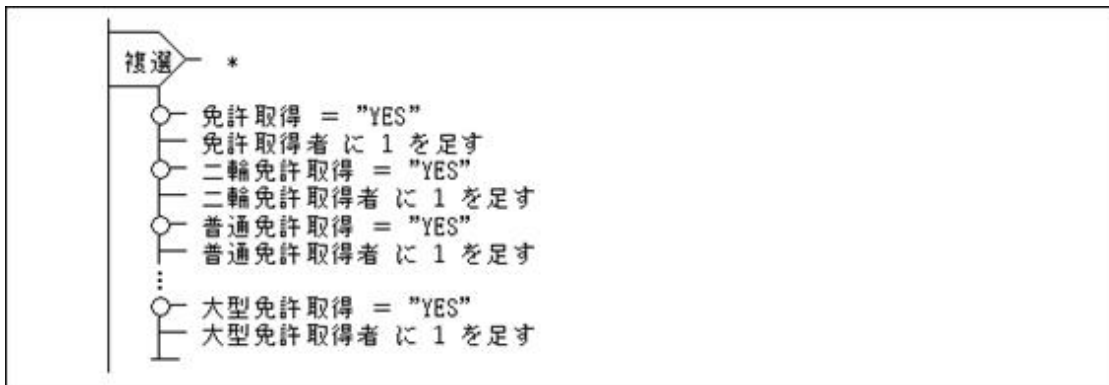 複選 *
免許取得 = ”YES”
免許取得者 に 1 を足す
二輪免許取得 = ”YES”
二輪免許取得者 に 1 を足す
普通免許取得 = ”YES”
普通免許取得者 に 1 を足す
大型免許取得 = ”YES”
大型免許取得者 に 1 を足す